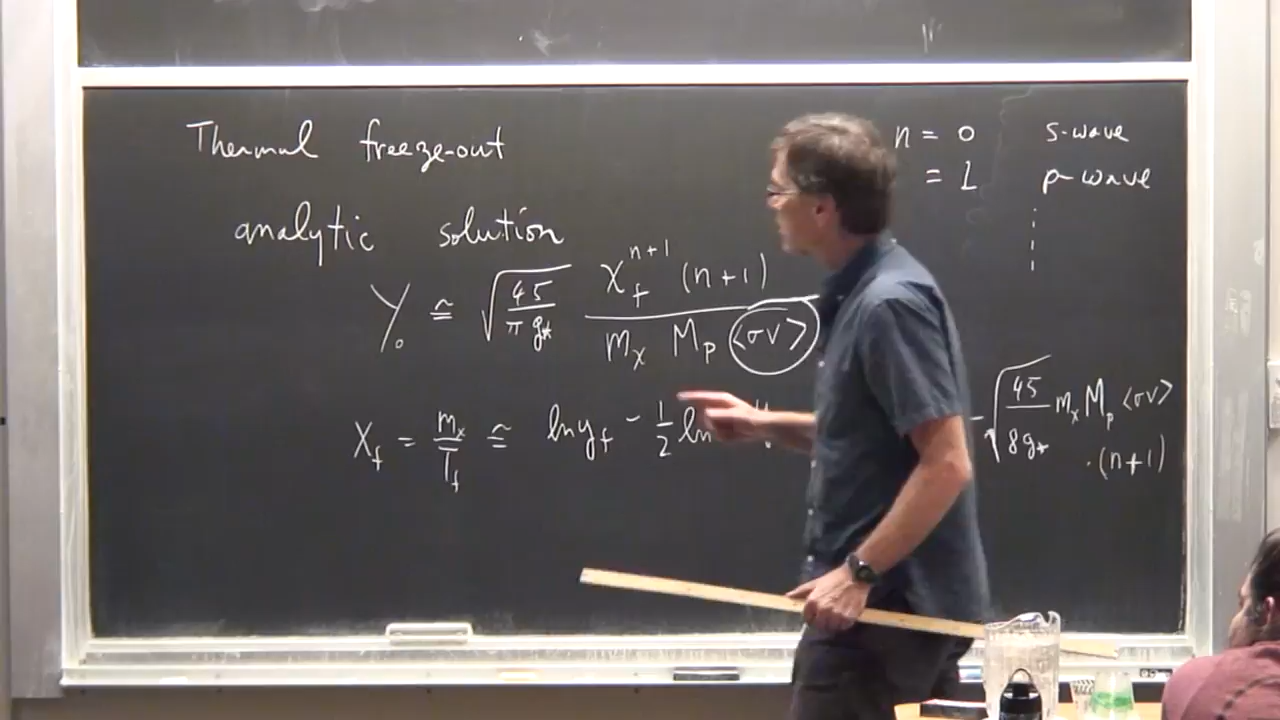 Thermal freeze-out
n = 0 s-wave
= 1 p-wave
analytic solution
Y₀ ≅ √(45/π g*) x_f^{n+1} (n+1) / m_χ M_p <σv>
x_f = m_χ/T_f ≅ ln y_f - 1/2 ln
√(45/8g*) m_χ M_p <σv>
·(n+1)